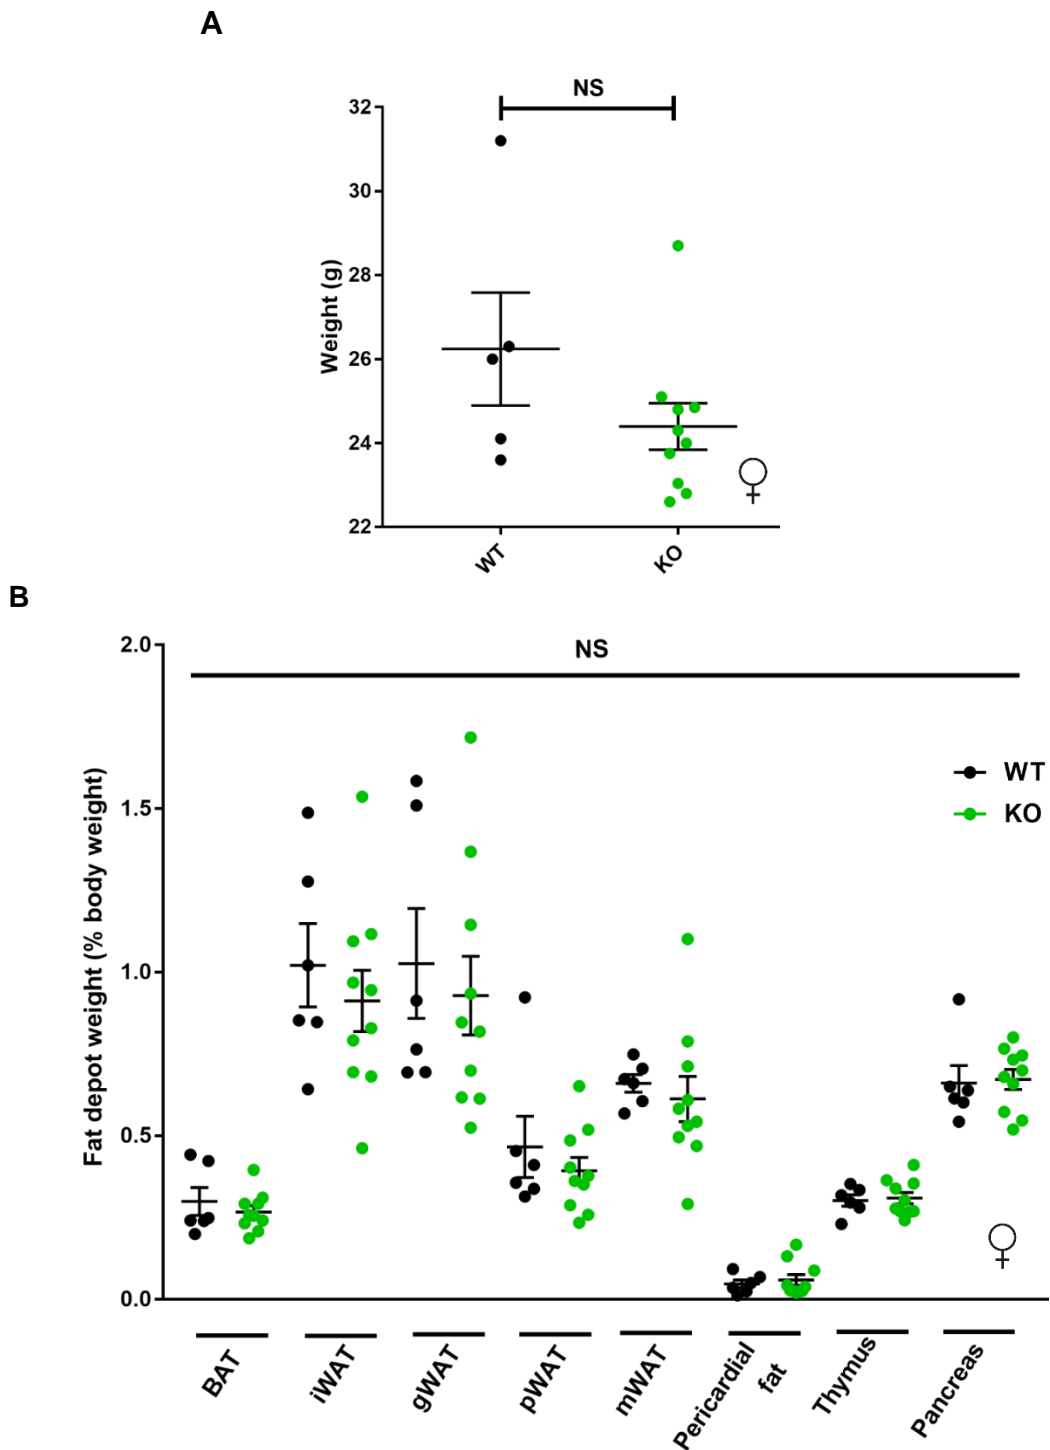 A
NS
32
30
28
26
24
22
Weight (g)
WT
KO
♀
B
NS
2.0
1.5
1.0
0.5
0.0
Fat depot weight (% body weight)
WT
KO
♀
BAT
iWAT
gWAT
pWAT
mWAT
Pericardial
fat
Thymus
Pancreas